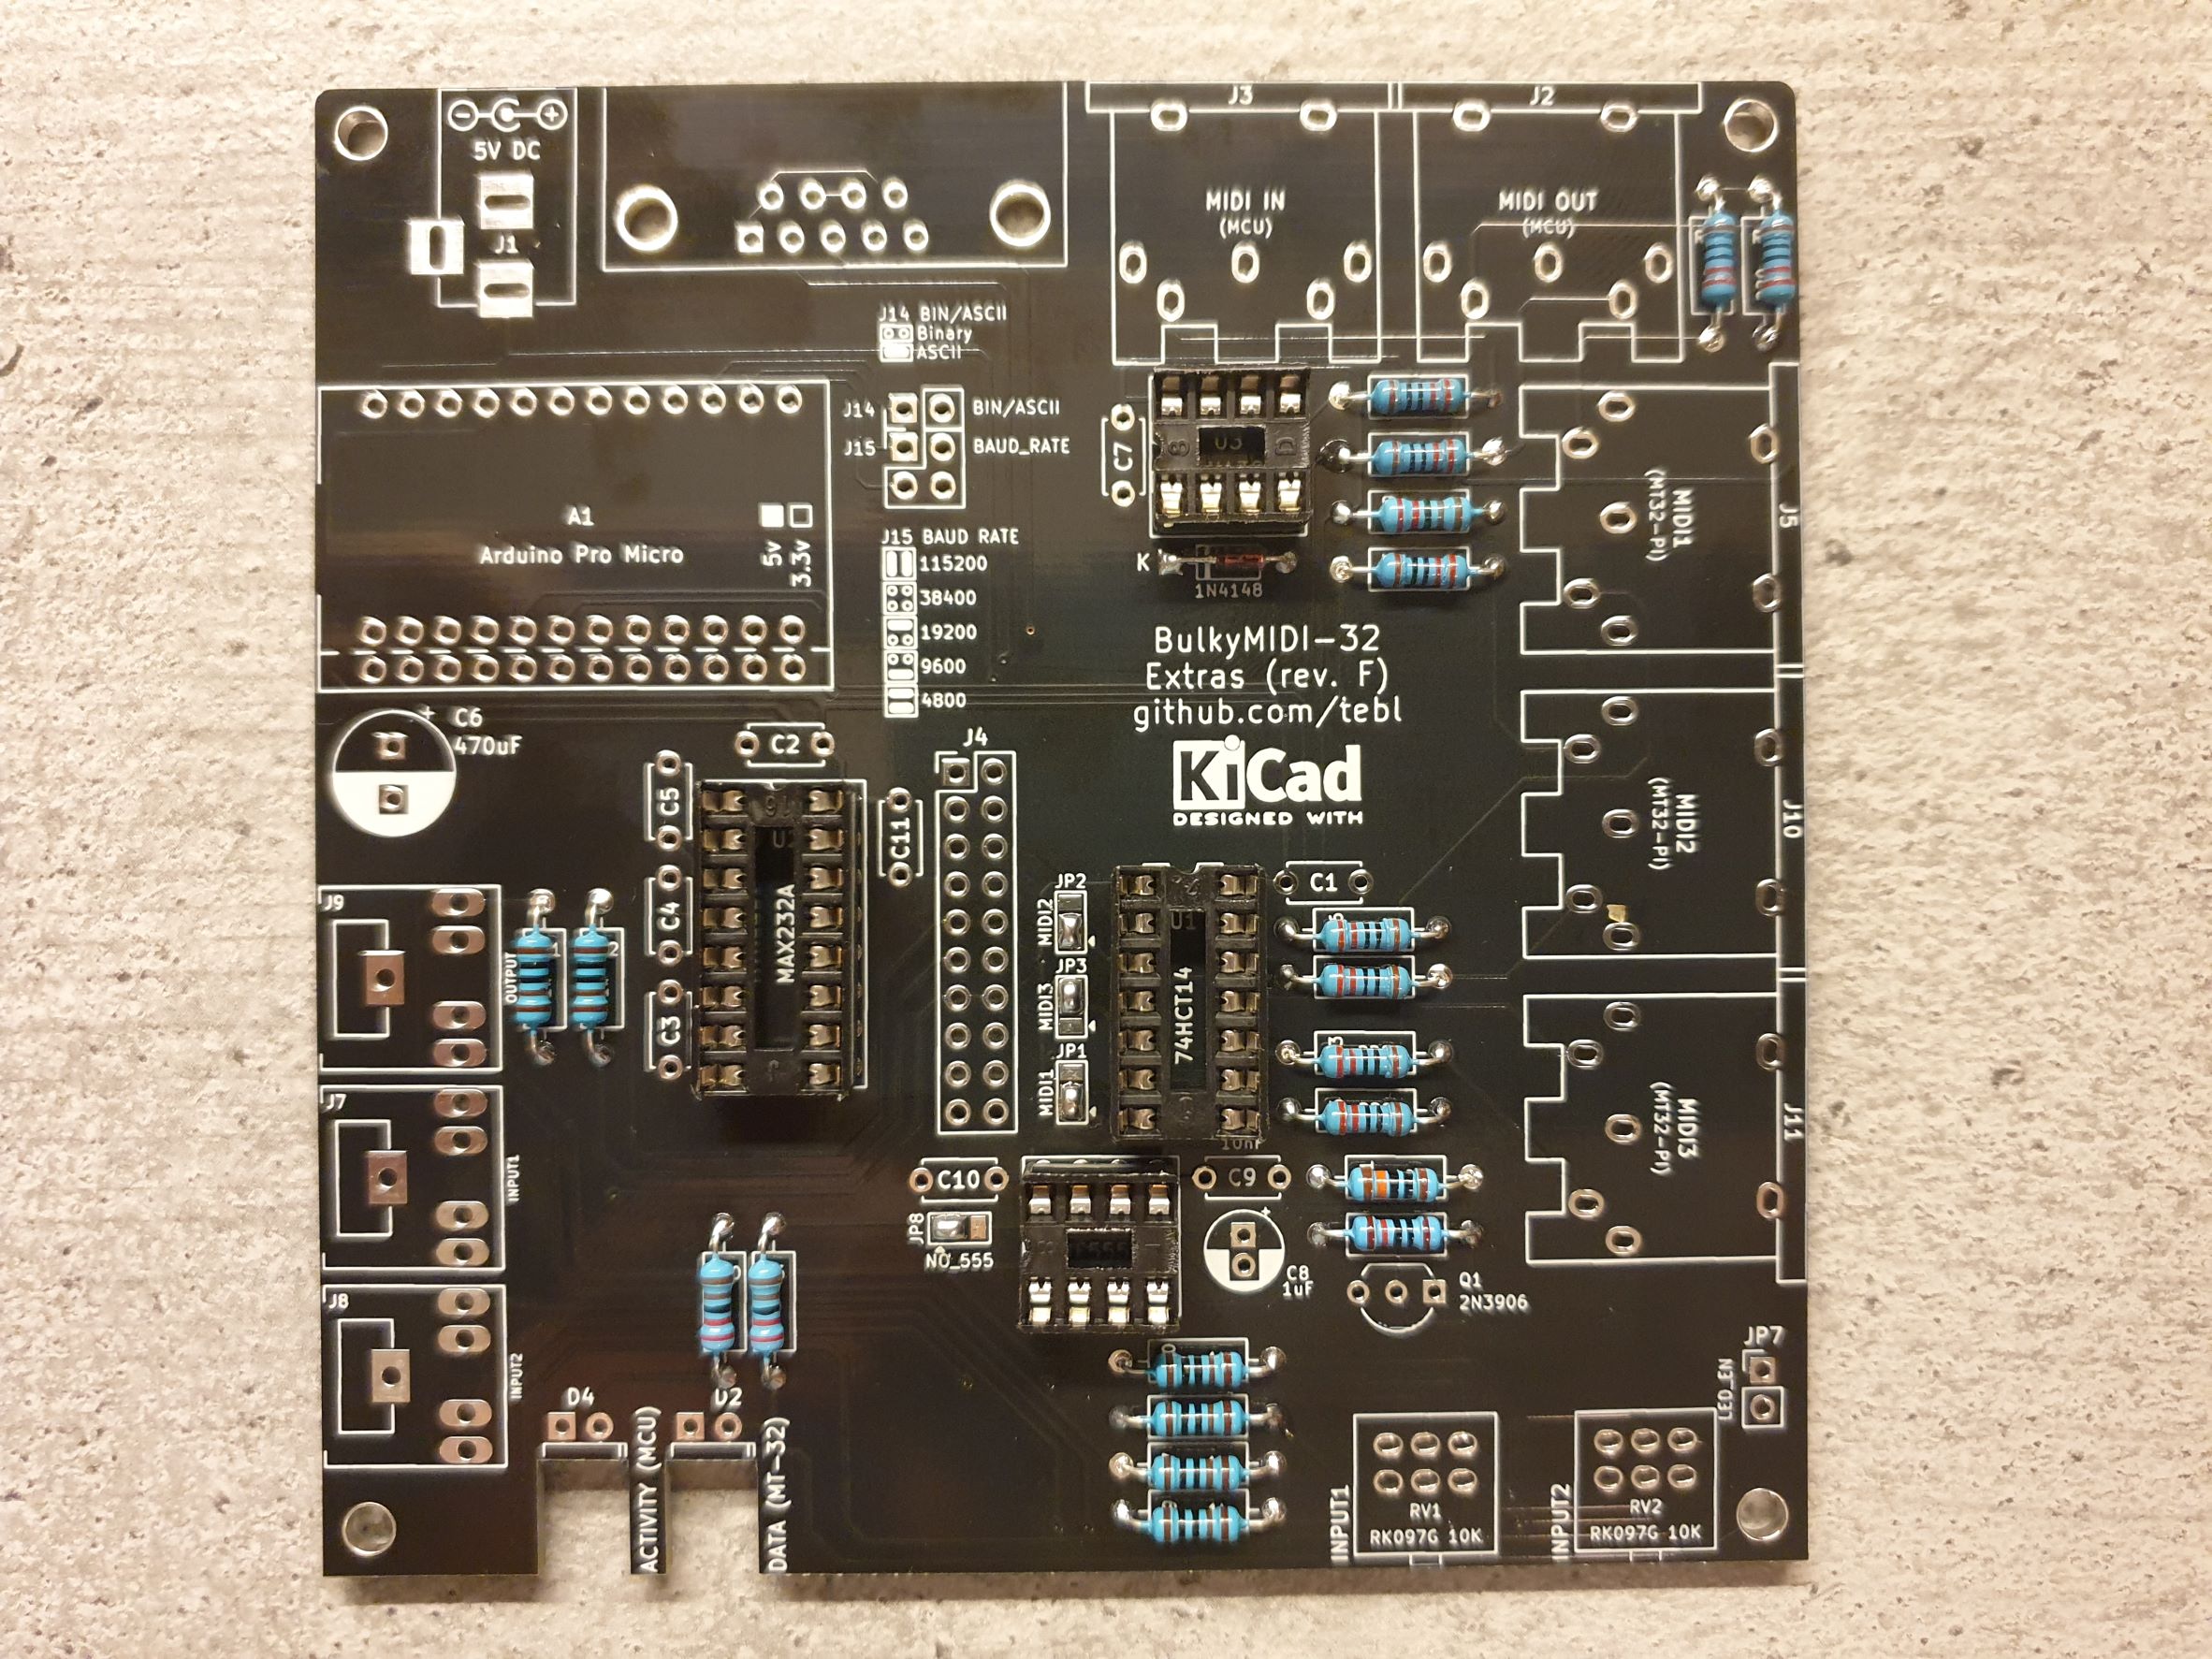 J3
J2
5V DC
J1
MIDI IN
(MCU)
MIDI OUT
(MCU)
J14 BIN/ASCII
Binary
ASCII
J14
BIN/ASCII
J15
BAUD_RATE
C7
U3
J5
MIDI1
(MT32-PI)
A1
Arduino Pro Micro
5v
3.3v
J15 BAUD RATE
115200
38400
19200
9600
4800
K
1N4148
BulkyMIDI-32
Extras (rev. F)
github.com/tebl
KiCad
DESIGNED WITH
+
C6
470uF
C2
J4
C5
C11
C4
C3
MAX232A
J10
MIDI2
(MT32-PI)
JP2
MIDI2
JP3
MIDI3
JP1
MIDI1
U1
74HCT14
C1
J9
OUTPUT
J7
INPUT1
J8
INPUT2
J11
MIDI3
(MT32-PI)
10nF
C10
C9
JP8
NO_555
+
C8
1uF
Q1
2N3906
JP7
LED_EN
D4
D2
ACTIVITY (MCU)
DATA (MT-32)
INPUT1
RV1
RK097G 10K
INPUT2
RV2
RK097G 10K